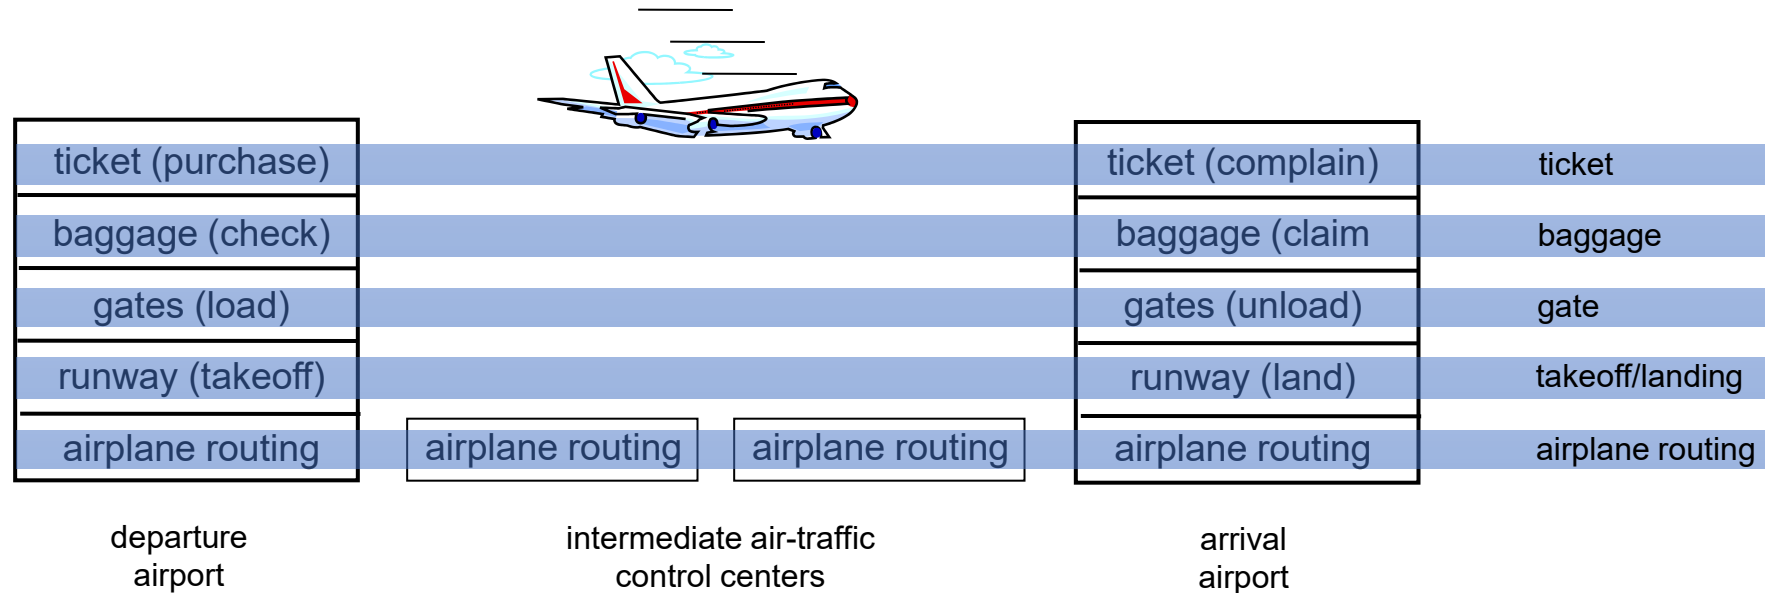 ticket (purchase) ticket (complain) ticket
baggage (check) baggage (claim baggage
gates (load) gates (unload) gate
runway (takeoff) runway (land) takeoff/landing
airplane routing airplane routing airplane routing airplane routing airplane routing
departure airport
intermediate air-traffic control centers
arrival airport